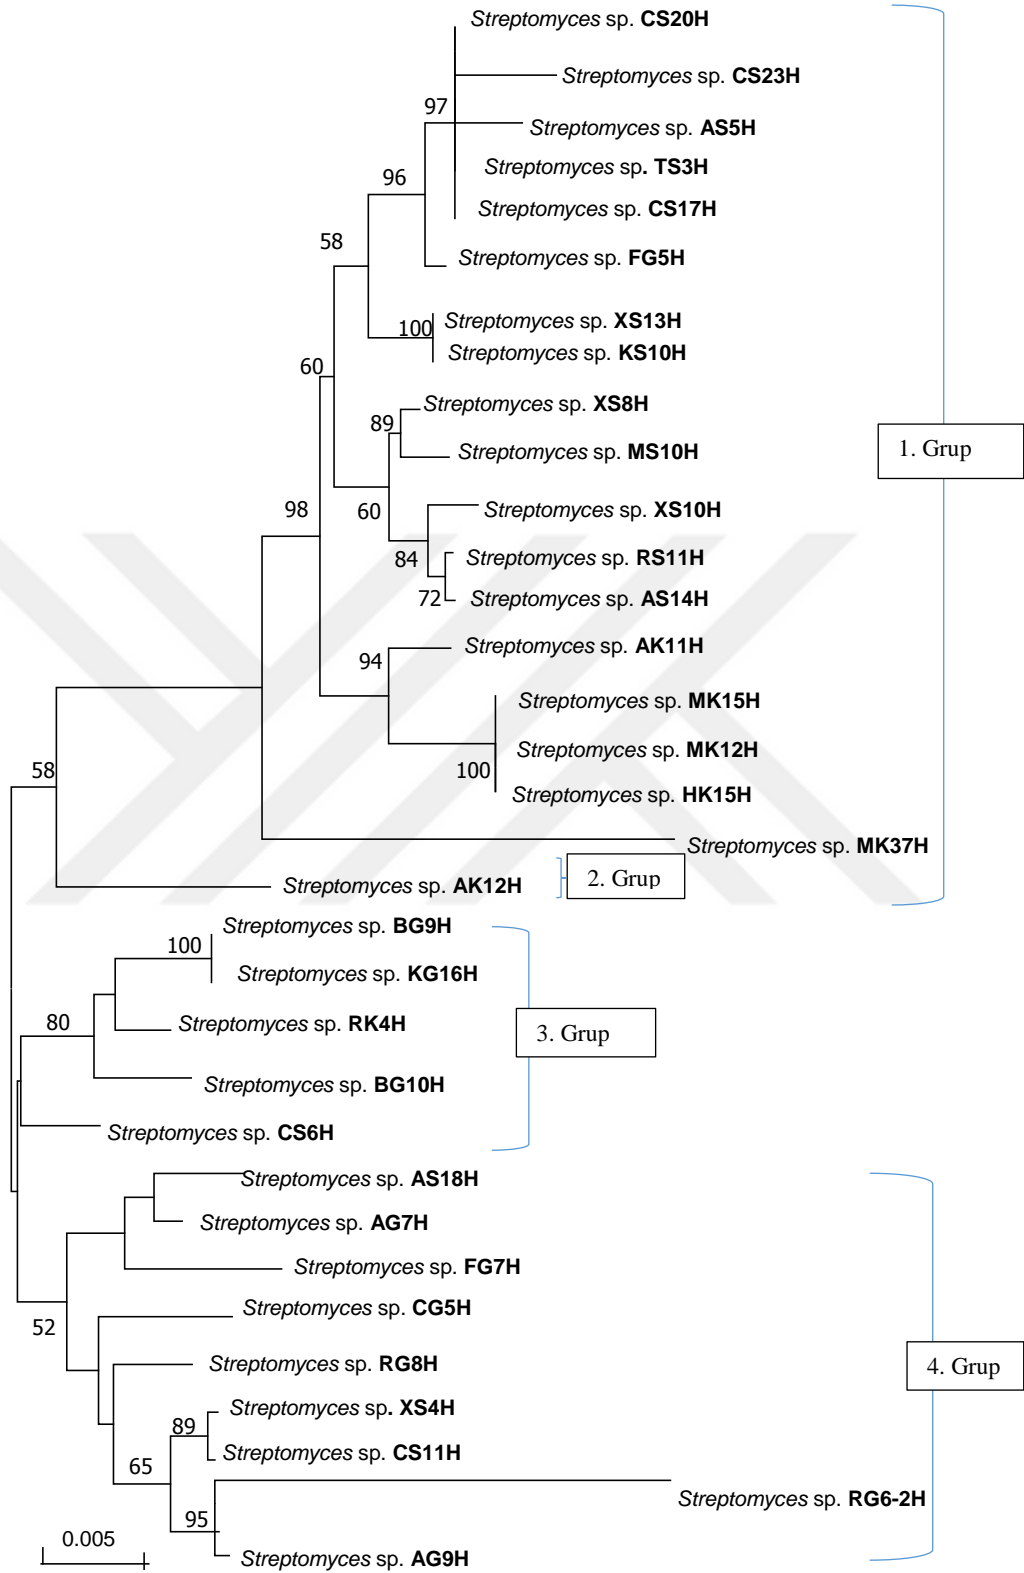 Streptomyces sp. CS20H
Streptomyces sp. CS23H
97
Streptomyces sp. AS5H
Streptomyces sp. TS3H
96
Streptomyces sp. CS17H
58
Streptomyces sp. FG5H
Streptomyces sp. XS13H
100
Streptomyces sp. KS10H
60
Streptomyces sp. XS8H
89
Streptomyces sp. MS10H
1. Grup
98
60
Streptomyces sp. XS10H
84
Streptomyces sp. RS11H
72
Streptomyces sp. AS14H
94
Streptomyces sp. AK11H
Streptomyces sp. MK15H
Streptomyces sp. MK12H
58
100
Streptomyces sp. HK15H
Streptomyces sp. MK37H
Streptomyces sp. AK12H
2. Grup
Streptomyces sp. BG9H
100
Streptomyces sp. KG16H
80
Streptomyces sp. RK4H
3. Grup
Streptomyces sp. BG10H
Streptomyces sp. CS6H
Streptomyces sp. AS18H
Streptomyces sp. AG7H
Streptomyces sp. FG7H
52
Streptomyces sp. CG5H
Streptomyces sp. RG8H
4. Grup
Streptomyces sp. XS4H
89
Streptomyces sp. CS11H
65
Streptomyces sp. RG6-2H
95
0.005
Streptomyces sp. AG9H